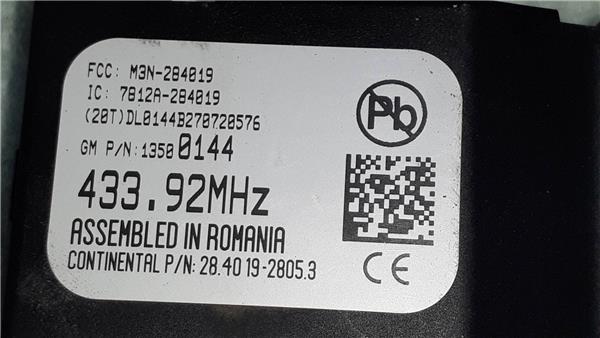 FCC: M3N-284019
IC: 7812A-284019
(20T)DL0144B270720576
GM P/N:13500144
433.92MHz
ASSEMBLED IN ROMANIA
CONTINENTAL P/N: 28.4019-2805.3
Pb
CE